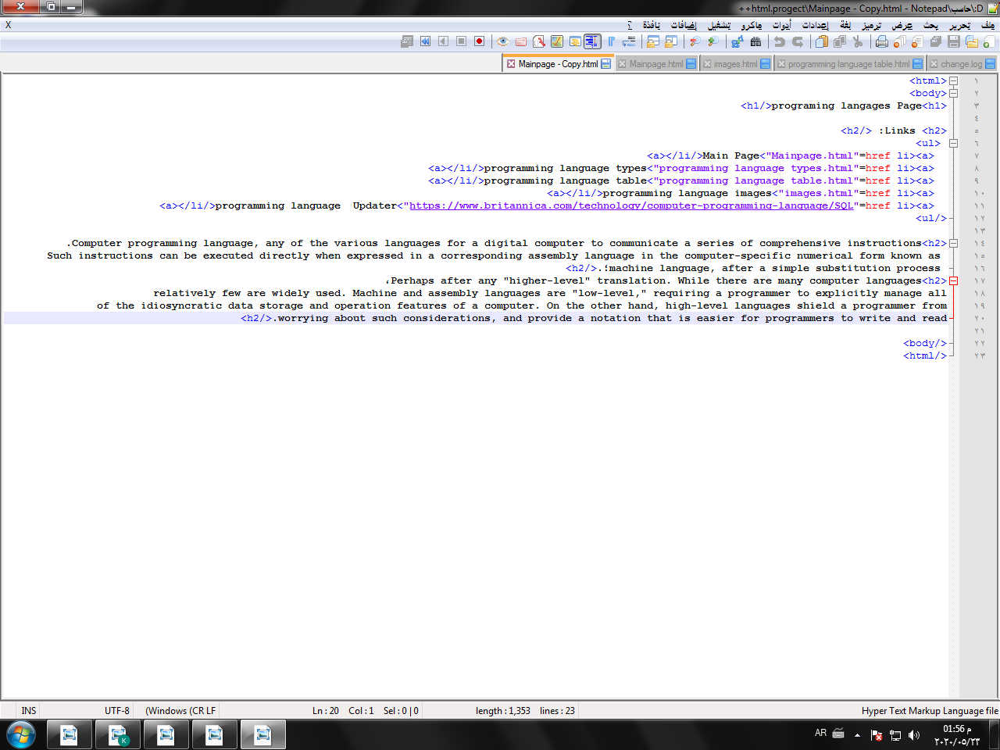 D:\حاسب\html.progect\Mainpage - Copy.html - Notepad++
ملف تحرير بحث عرض ترميز لغة إعدادات أدوات ماكرو تشغيل إضافات نافذة ? X
change.log programming language table.html images.html Mainpage.html Mainpage - Copy.html
١ <html>
٢ <body>
٣ <h1>programing langages Page</h1>
٤
٥ <h2> Links: </h2>
٦ <ul>
٧ <a><li href="Mainpage.html">Main Page</li/><a>
٨ <a><li href="programming language types.html">programming language types</li/><a>
٩ <a><li href="programming language table.html">programming language table</li/><a>
١٠ <a><li href="images.html">programming language images</li/><a>
١١ <a><li href="https://www.britannica.com/technology/computer-programming-language/SQL">programming language Updater</li/><a>
١٢ </ul>
١٣
١٤ <h2>Computer programming language, any of the various languages for a digital computer to communicate a series of comprehensive instructions.
١٥ Such instructions can be executed directly when expressed in a corresponding assembly language in the computer-specific numerical form known as
١٦ machine language, after a simple substitution process!.</h2>
١٧ <h2>Perhaps after any "higher-level" translation. While there are many computer languages،
١٨ relatively few are widely used. Machine and assembly languages are "low-level," requiring a programmer to explicitly manage all
١٩ of the idiosyncratic data storage and operation features of a computer. On the other hand, high-level languages shield a programmer from
٢٠ worrying about such considerations, and provide a notation that is easier for programmers to write and read.</h2>
٢١
٢٢ </body>
٢٣ </html>
Hyper Text Markup Language file length : 1,353 lines : 23 Ln : 20 Col : 1 Sel : 0 | 0 Windows (CR LF) UTF-8 INS
AR
01:56 م
٢٠٢٠/٠٥/٢٣
K